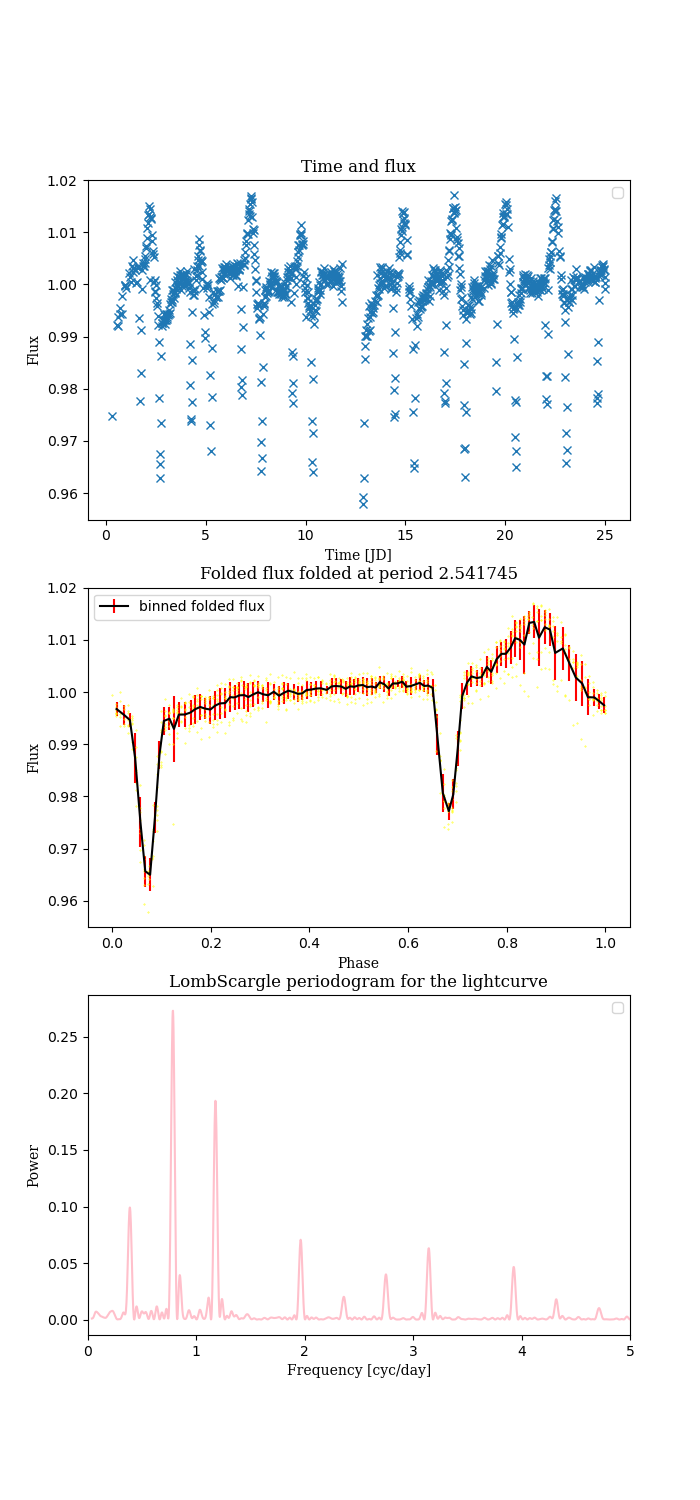 Time and flux
1.02
1.01
1.00
0.99
0.98
0.97
0.96
Flux
0 5 10 15 20 25
Time [JD]
Folded flux folded at period 2.541745
binned folded flux
1.02
1.01
1.00
0.99
0.98
0.97
0.96
Flux
0.0 0.2 0.4 0.6 0.8 1.0
Phase
LombScargle periodogram for the lightcurve
0.25
0.20
0.15
0.10
0.05
0.00
Power
0 1 2 3 4 5
Frequency [cyc/day]